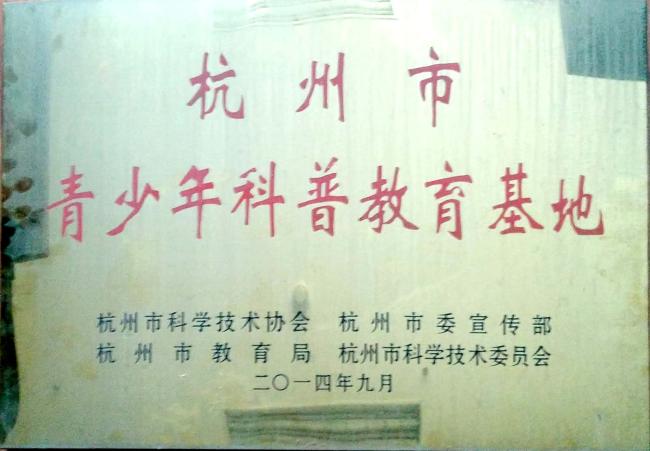 杭州市
青少年科普教育基地
杭州市科学技术协会 杭州市委宣传部
杭州市教育局 杭州市科学技术委员会
二〇一四年九月